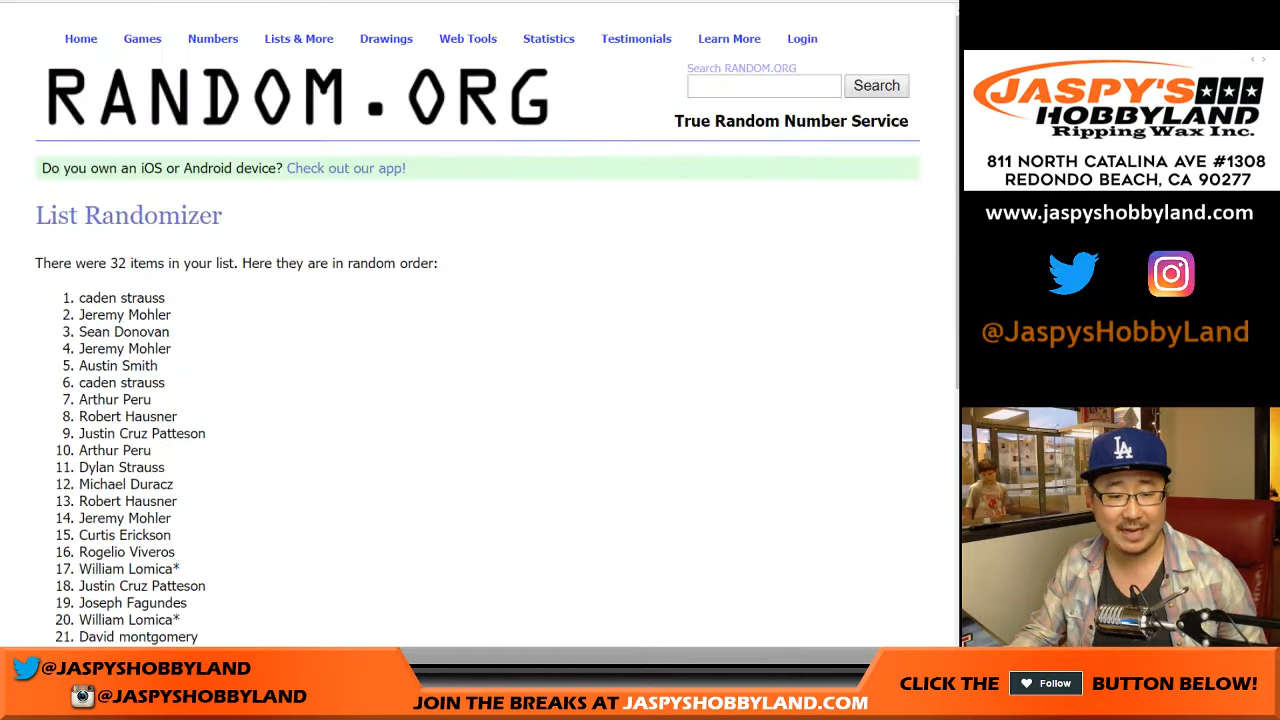 Home Games Numbers Lists & More Drawings Web Tools Statistics Testimonials Learn More Login
RANDOM.ORG
Search RANDOM.ORG
Search
True Random Number Service
Do you own an iOS or Android device? Check out our app!
List Randomizer
There were 32 items in your list. Here they are in random order:
1. caden strauss
2. Jeremy Mohler
3. Sean Donovan
4. Jeremy Mohler
5. Austin Smith
6. caden strauss
7. Arthur Peru
8. Robert Hausner
9. Justin Cruz Patteson
10. Arthur Peru
11. Dylan Strauss
12. Michael Duracz
13. Robert Hausner
14. Jeremy Mohler
15. Curtis Erickson
16. Rogelio Viveros
17. William Lomica*
18. Justin Cruz Patteson
19. Joseph Fagundes
20. William Lomica*
21. David montgomery
JASPY'S
HOBBYLAND
Ripping Wax Inc.
811 NORTH CATALINA AVE #1308
REDONDO BEACH, CA 90277
www.jaspyshobbyland.com
@JaspysHobbyLand
LA
@JASPYSHOBBYLAND
@JASPYSHOBBYLAND
JOIN THE BREAKS AT JASPYSHOBBYLAND.COM
CLICK THE Follow BUTTON BELOW!